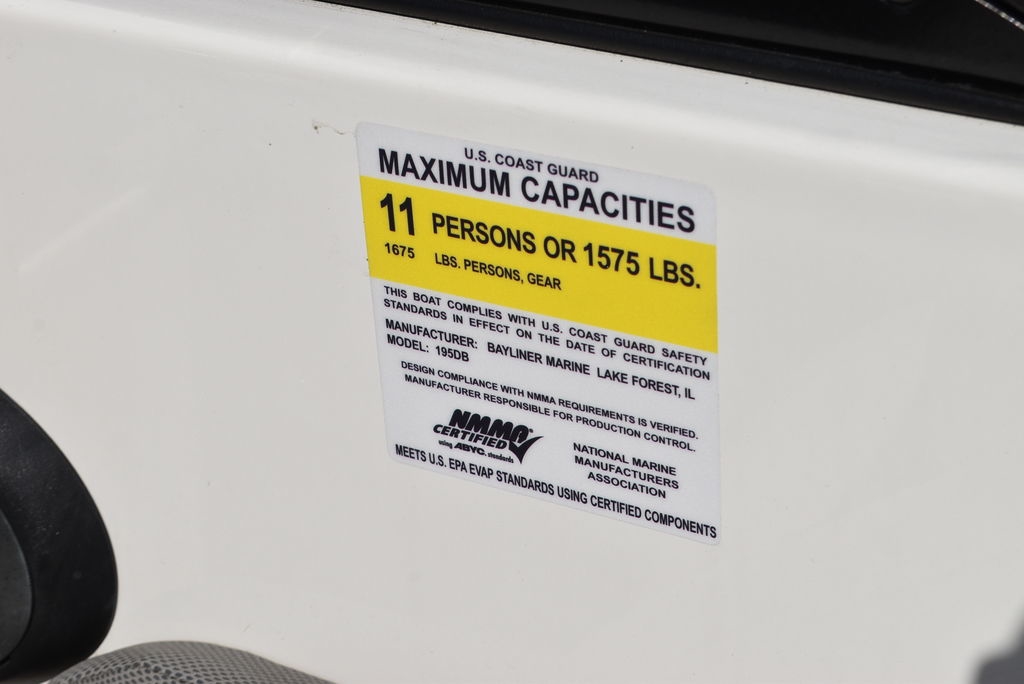 U.S. COAST GUARD
MAXIMUM CAPACITIES
11 PERSONS OR 1575 LBS.
1675 LBS. PERSONS, GEAR
THIS BOAT COMPLIES WITH U.S. COAST GUARD SAFETY
STANDARDS IN EFFECT ON THE DATE OF CERTIFICATION
MANUFACTURER: BAYLINER MARINE LAKE FOREST, IL
MODEL: 195DB
DESIGN COMPLIANCE WITH NMMA REQUIREMENTS IS VERIFIED.
MANUFACTURER RESPONSIBLE FOR PRODUCTION CONTROL.
NMMA®
CERTIFIED
using ABYC. standards
NATIONAL MARINE
MANUFACTURERS
ASSOCIATION
MEETS U.S. EPA EVAP STANDARDS USING CERTIFIED COMPONENTS